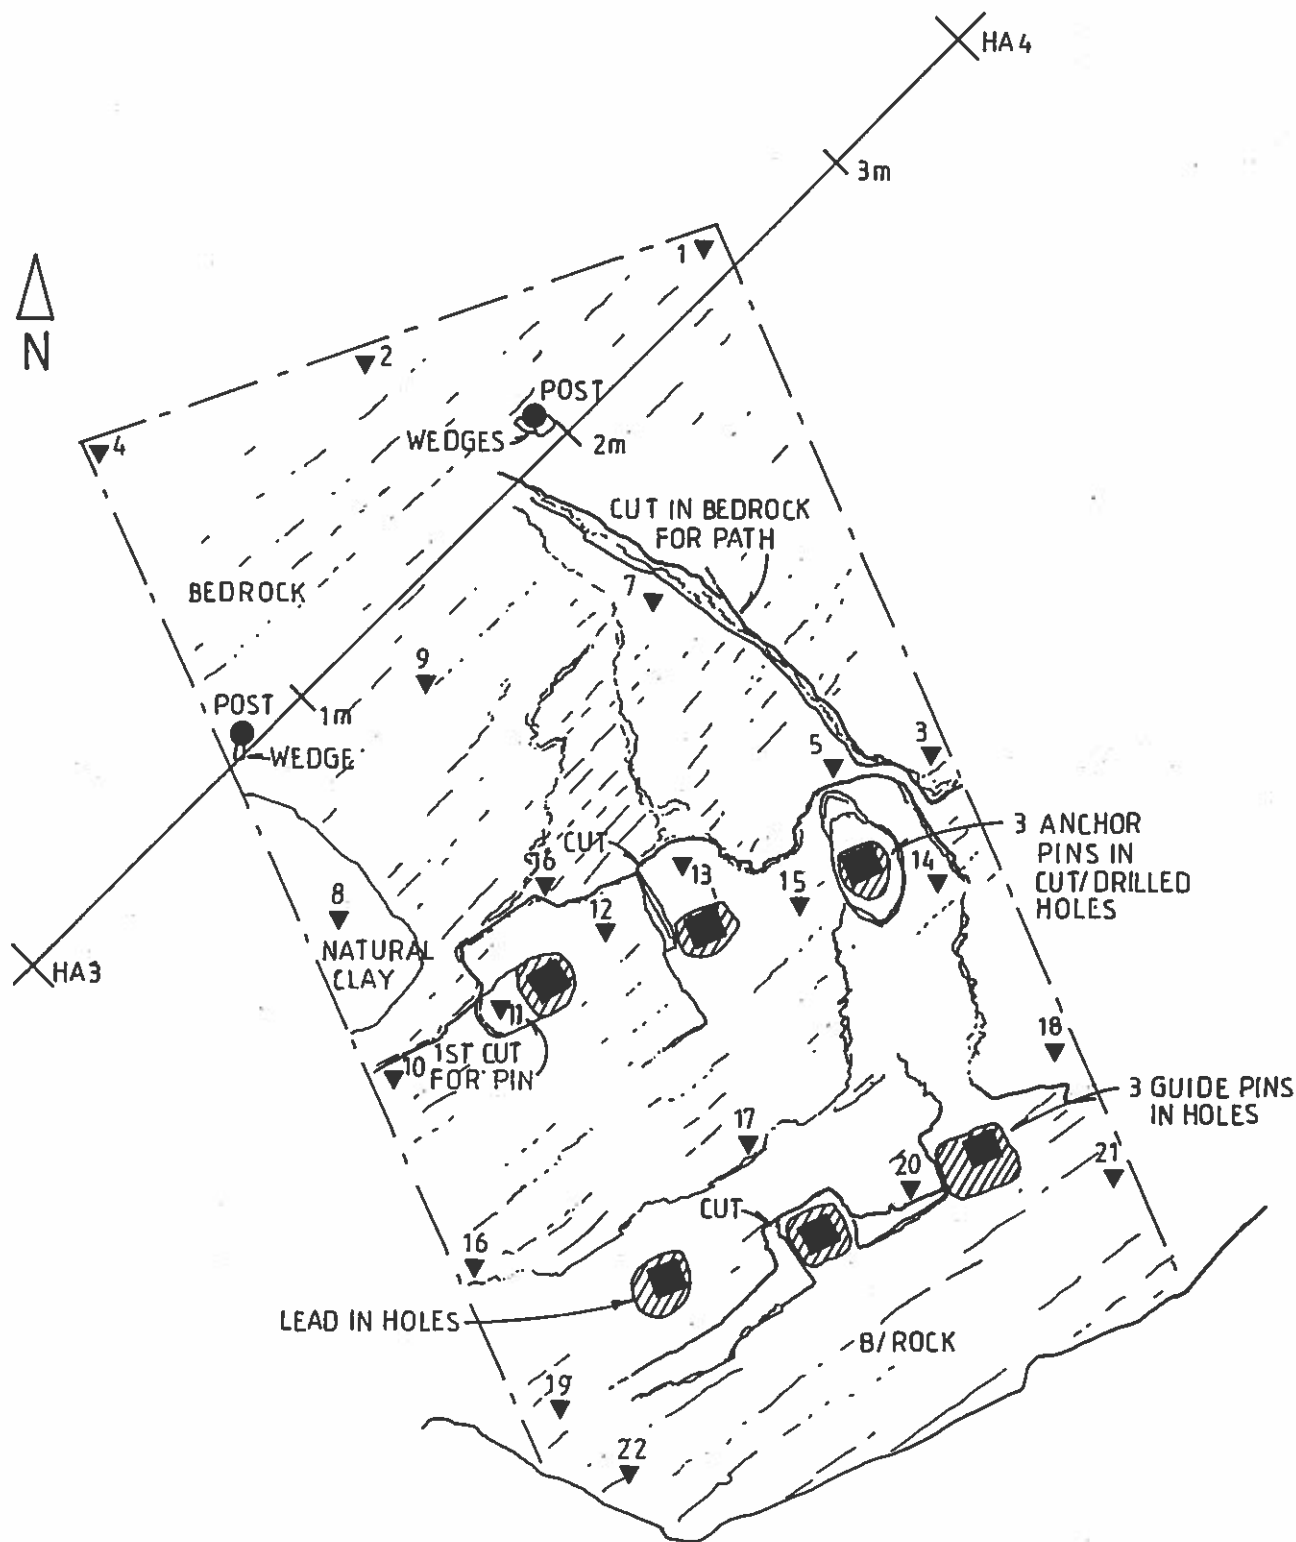 HA4
3m
1
2
4
POST
WEDGES
2m
CUT IN BEDROCK
FOR PATH
N
7
BEDROCK
9
POST
1m
WEDGE
5
3
3 ANCHOR
PINS IN
CUT/DRILLED
HOLES
CUT
16
13
14
15
12
8
NATURAL
CLAY
HA3
11
10
1ST CUT
FOR PIN
18
3 GUIDE PINS
IN HOLES
17
20
21
CUT
16
LEAD IN HOLES
B/ROCK
19
22